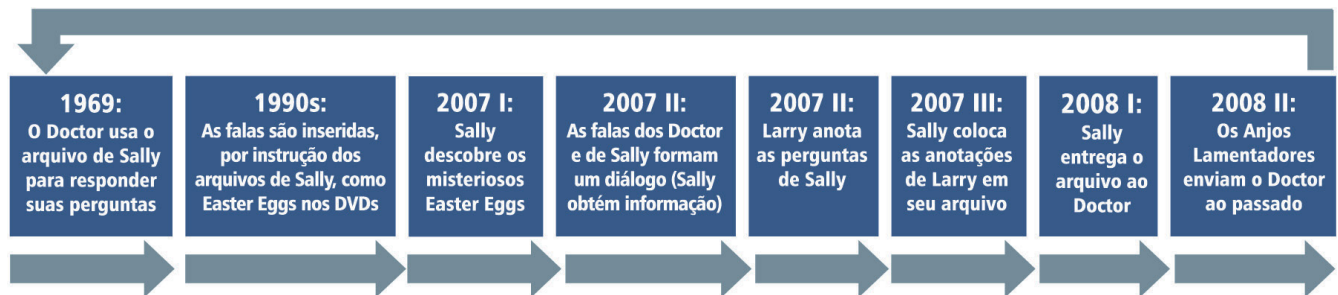 1969:
O Doctor usa o
arquivo de Sally
para responder
suas perguntas
1990s:
As falas são inseridas,
por instrução dos
arquivos de Sally, como
Easter Eggs nos DVDs
2007 I:
Sally
descobre os
misteriosos
Easter Eggs
2007 II:
As falas dos Doctor
e de Sally formam
um diálogo (Sally
obtém informação)
2007 II:
Larry anota
as perguntas
de Sally
2007 III:
Sally coloca
as anotações
de Larry em
seu arquivo
2008 I:
Sally
entrega o
arquivo ao
Doctor
2008 II:
Os Anjos
Lamentadores
enviam o Doctor
ao passado